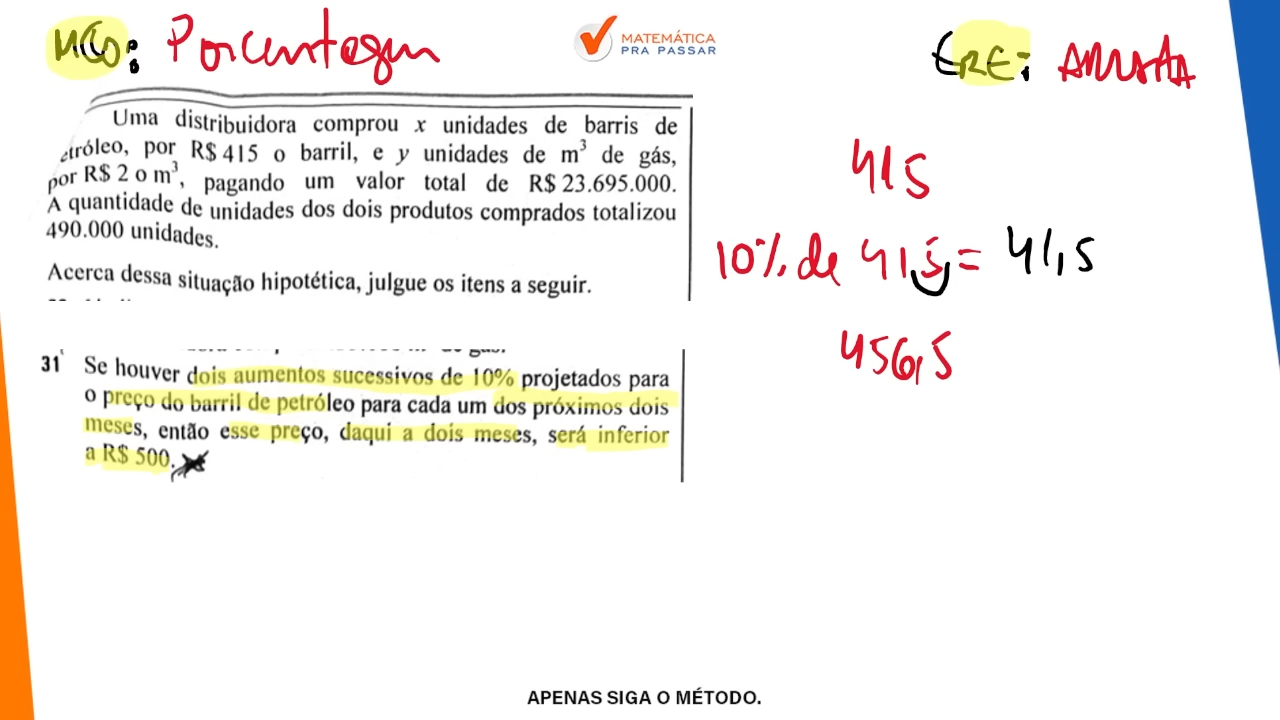 MCO: Porcentagem
MATEMÁTICA
PRA PASSAR
ERE:
Uma distribuidora comprou x unidades de barris de
etróleo, por R$ 415 o barril, e y unidades de m³ de gás,
por R$ 2 o m³, pagando um valor total de R$ 23.695.000.
A quantidade de unidades dos dois produtos comprados totalizou
490.000 unidades.
Acerca dessa situação hipotética, julgue os itens a seguir.
415
10% de 415 = 41,5
456,5
de gás.
31 Se houver dois aumentos sucessivos de 10% projetados para
o preço do barril de petróleo para cada um dos próximos dois
meses, então esse preço, daqui a dois meses, será inferior
a R$ 500.
APENAS SIGA O MÉTODO.